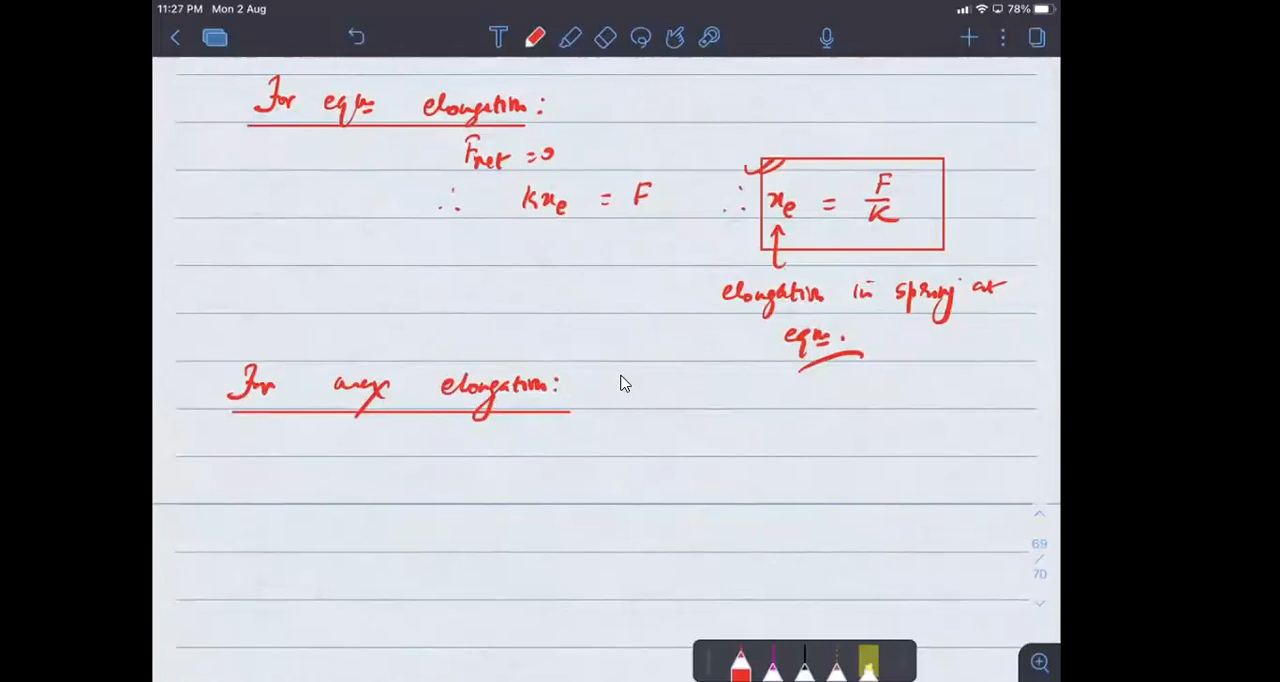 11:27 PM Mon 2 Aug
78%
T
For eqm elongation:
Fnet = 0
∴ Kxe = F
∴ xe = F/K
elongation in spring at
eqm.
For max elongation:
69
/
70